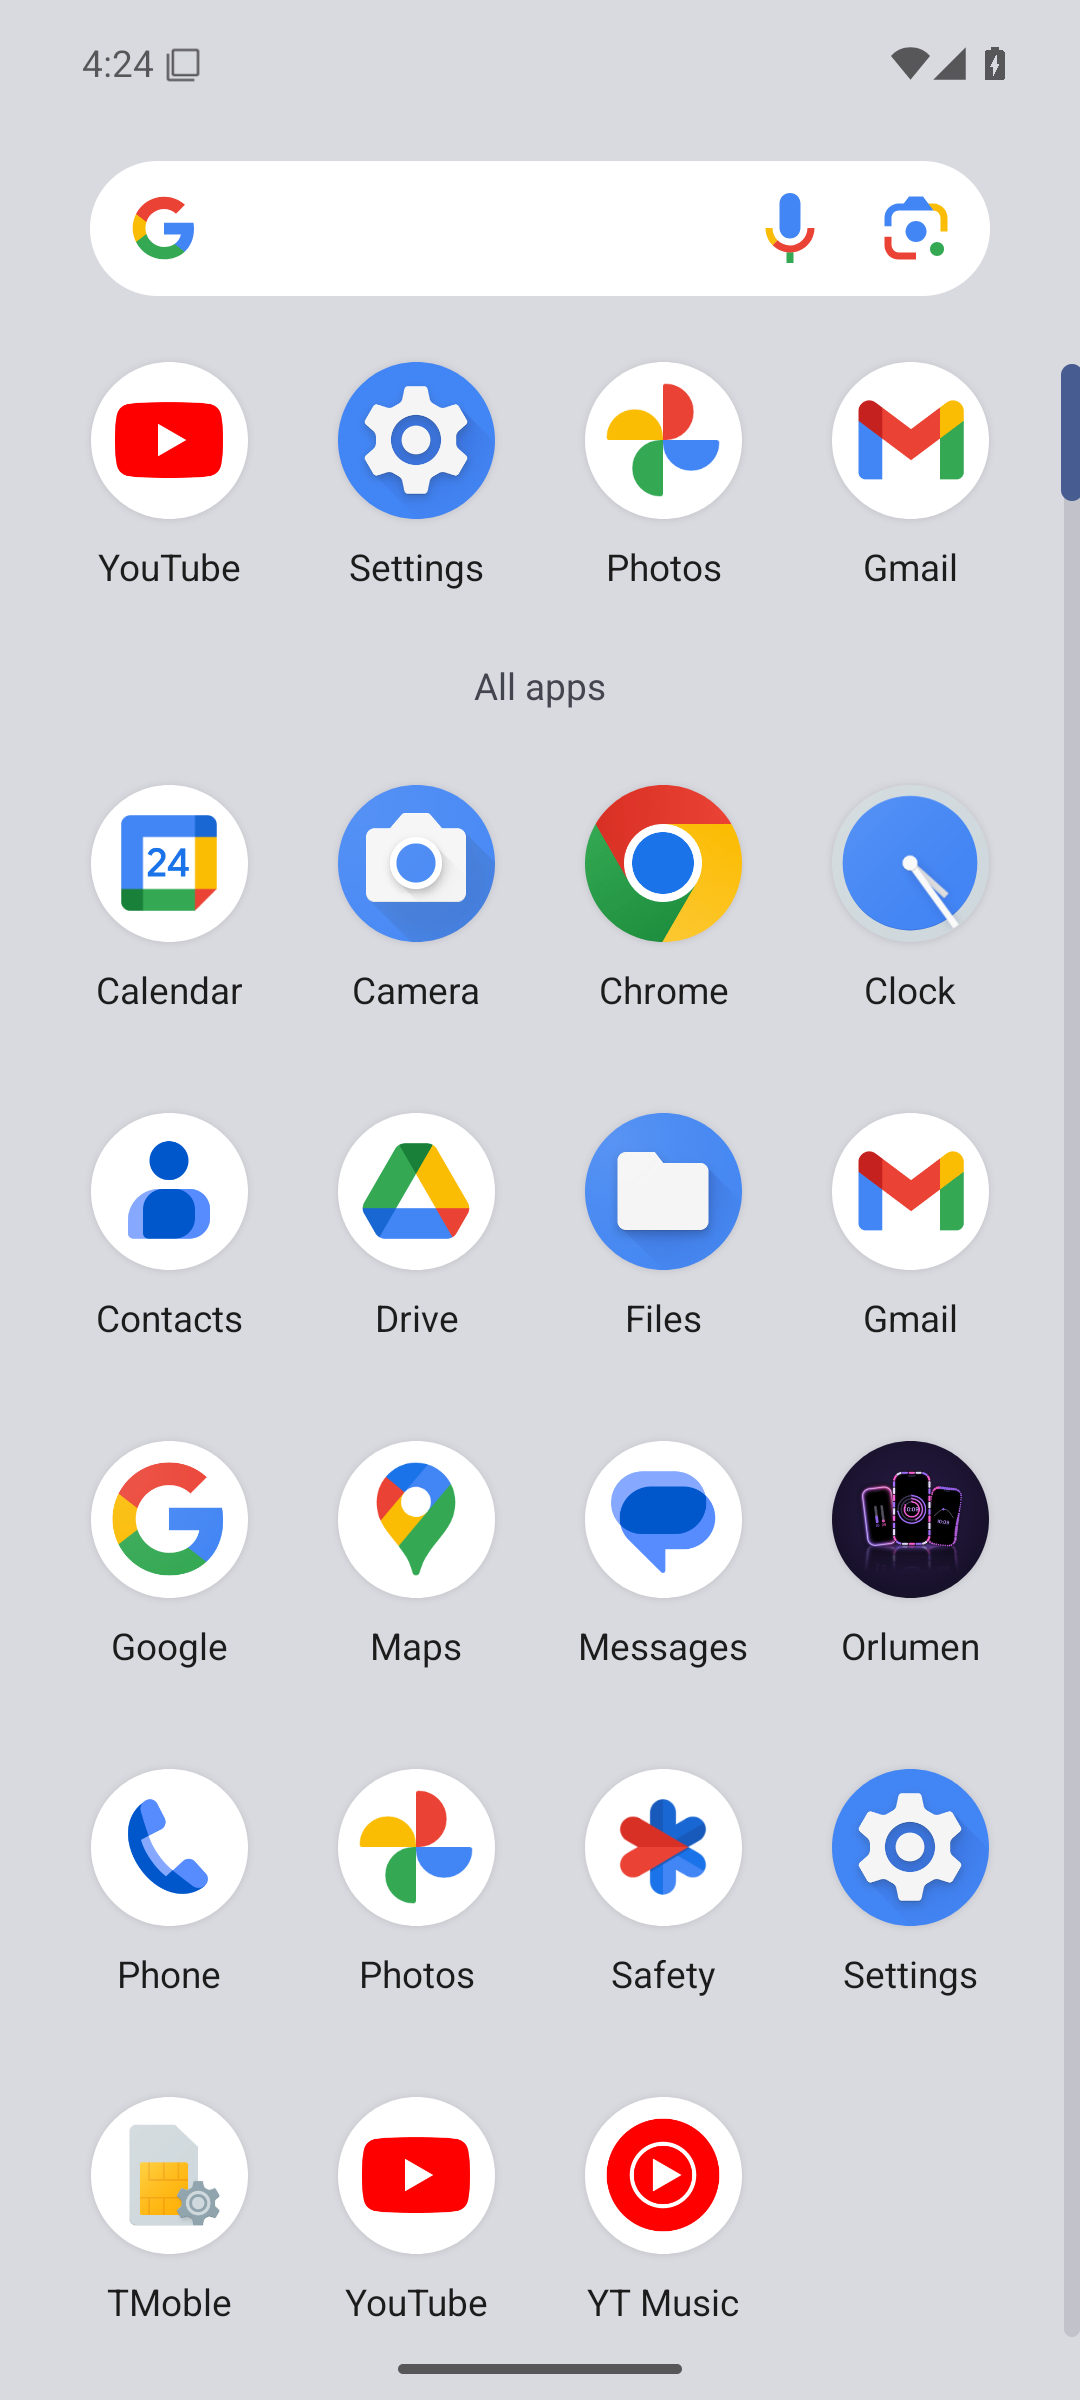 4:24
YouTube Settings Photos Gmail
All apps
24
Calendar Camera Chrome Clock
Contacts Drive Files Gmail
Google Maps Messages Orlumen
Phone Photos Safety Settings
TMoble YouTube YT Music